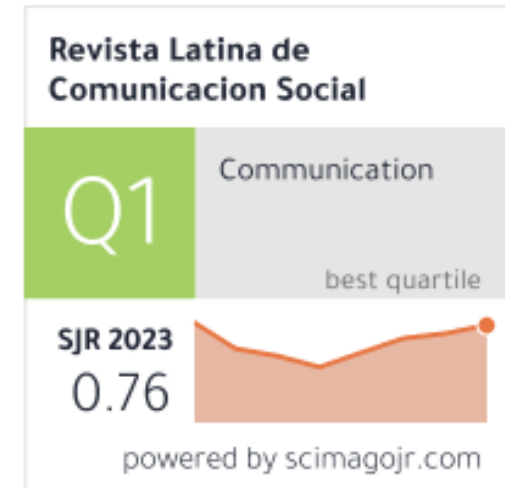 Revista Latina de
Comunicacion Social
Q1
Communication
best quartile
SJR 2023
0.76
powered by scimagojr.com